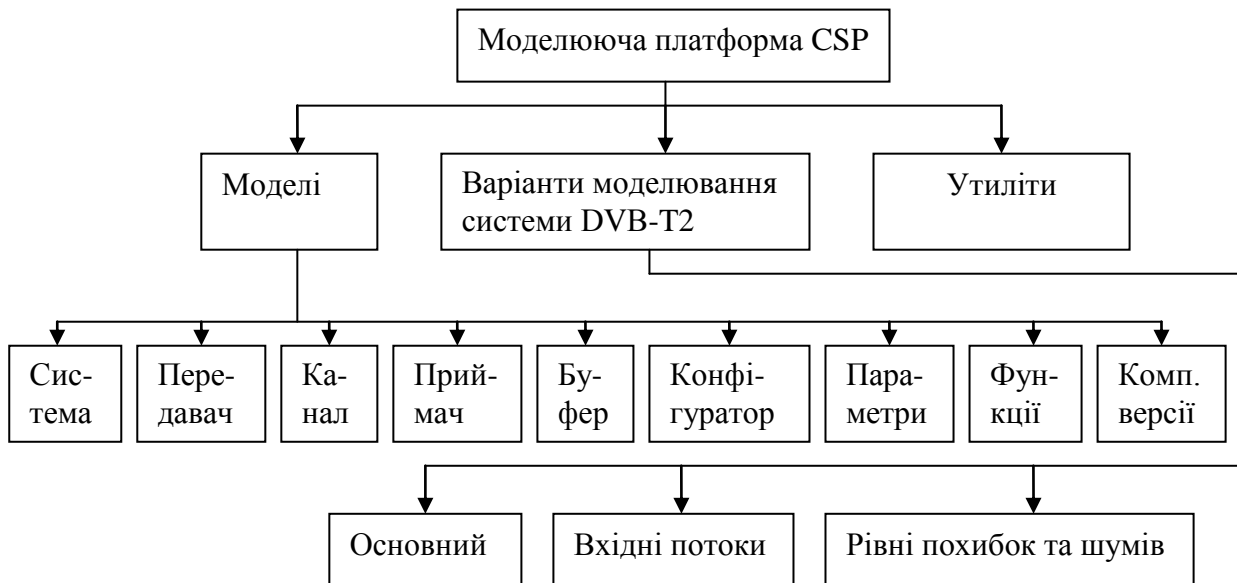 Моделююча платформа CSP
Моделі
Варіанти моделювання
системи DVB-T2
Утиліти
Сис-
тема
Пере-
давач
Ка-
нал
Прий-
мач
Бу-
фер
Конфі-
гуратор
Пара-
метри
Фун-
кції
Комп.
версії
Основний
Вхідні потоки
Рівні похибок та шумів